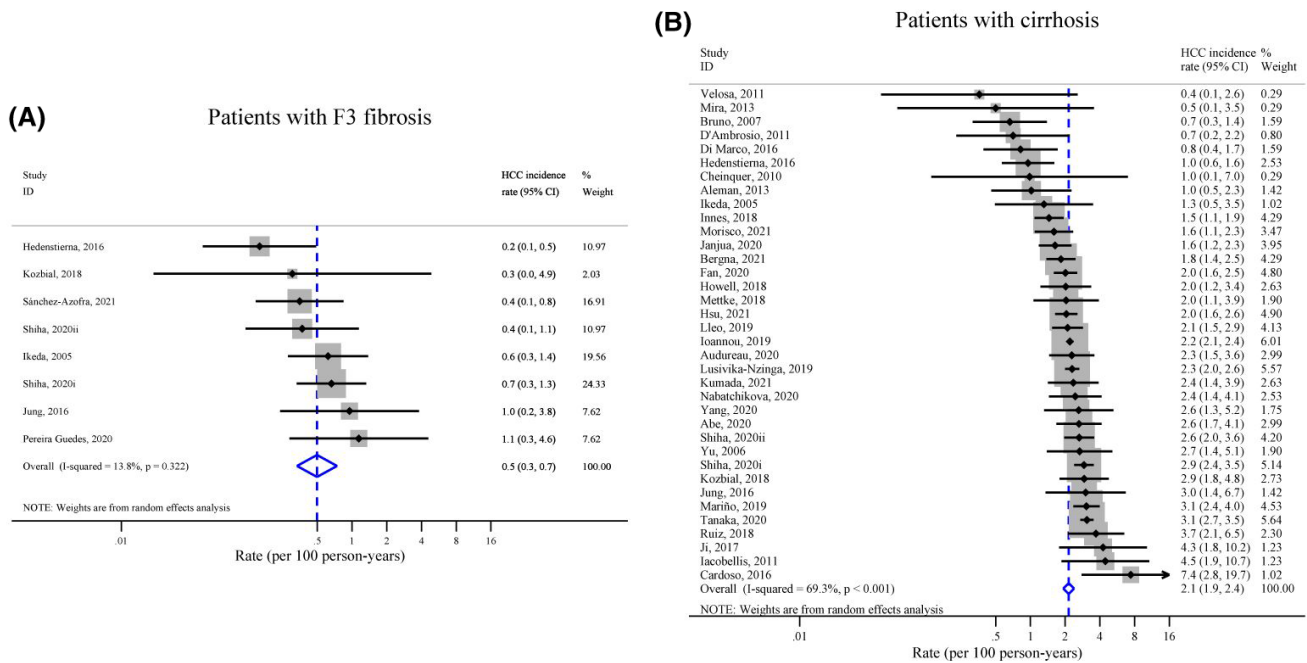 (A)
Patients with F3 fibrosis
Study HCC incidence %
ID rate (95% CI) Weight
Hedenstierna, 2016 0.2 (0.1, 0.5) 10.97
Kozbial, 2018 0.3 (0.0, 4.9) 2.03
Sánchez-Azofra, 2021 0.4 (0.1, 0.8) 16.91
Shiha, 2020ii 0.4 (0.1, 1.1) 10.97
Ikeda, 2005 0.6 (0.3, 1.4) 19.56
Shiha, 2020i 0.7 (0.3, 1.3) 24.33
Jung, 2016 1.0 (0.2, 3.8) 7.62
Pereira Guedes, 2020 1.1 (0.3, 4.6) 7.62
Overall (I-squared = 13.8%, p = 0.322) 0.5 (0.3, 0.7) 100.00
NOTE: Weights are from random effects analysis
.01 .5 1 2 4 8 16
Rate (per 100 person-years)
(B)
Patients with cirrhosis
Study HCC incidence %
ID rate (95% CI) Weight
Velosa, 2011 0.4 (0.1, 2.6) 0.29
Mira, 2013 0.5 (0.1, 3.5) 0.29
Bruno, 2007 0.7 (0.3, 1.4) 1.59
D'Ambrosio, 2011 0.7 (0.2, 2.2) 0.80
Di Marco, 2016 0.8 (0.4, 1.7) 1.59
Hedenstierna, 2016 1.0 (0.6, 1.6) 2.53
Cheinquer, 2010 1.0 (0.1, 7.0) 0.29
Aleman, 2013 1.0 (0.5, 2.3) 1.42
Ikeda, 2005 1.3 (0.5, 3.5) 1.02
Innes, 2018 1.5 (1.1, 1.9) 4.29
Morisco, 2021 1.6 (1.1, 2.3) 3.47
Janjua, 2020 1.6 (1.2, 2.3) 3.95
Bergna, 2021 1.8 (1.4, 2.5) 4.29
Fan, 2020 2.0 (1.6, 2.5) 4.80
Howell, 2018 2.0 (1.2, 3.4) 2.63
Mettke, 2018 2.0 (1.1, 3.9) 1.90
Hsu, 2021 2.0 (1.6, 2.6) 4.90
Lleo, 2019 2.1 (1.5, 2.9) 4.13
Ioannou, 2019 2.2 (2.1, 2.4) 6.01
Audureau, 2020 2.3 (1.5, 3.6) 2.99
Lusivika-Nzinga, 2019 2.3 (2.0, 2.6) 5.57
Kumada, 2021 2.4 (1.4, 3.9) 2.63
Nabatchikova, 2020 2.4 (1.4, 4.1) 2.53
Yang, 2020 2.6 (1.3, 5.2) 1.75
Abe, 2020 2.6 (1.7, 4.1) 2.99
Shiha, 2020ii 2.6 (2.0, 3.6) 4.20
Yu, 2006 2.7 (1.4, 5.1) 1.90
Shiha, 2020i 2.9 (2.4, 3.5) 5.14
Kozbial, 2018 2.9 (1.8, 4.8) 2.73
Jung, 2016 3.0 (1.4, 6.7) 1.42
Mariño, 2019 3.1 (2.4, 4.0) 4.53
Tanaka, 2020 3.1 (2.7, 3.5) 5.64
Ruiz, 2018 3.7 (2.1, 6.5) 2.30
Ji, 2017 4.3 (1.8, 10.2) 1.23
Iacobellis, 2011 4.5 (1.9, 10.7) 1.23
Cardoso, 2016 7.4 (2.8, 19.7) 1.02
Overall (I-squared = 69.3%, p < 0.001) 2.1 (1.9, 2.4) 100.00
NOTE: Weights are from random effects analysis
.01 .5 1 2 4 8 16
Rate (per 100 person-years)